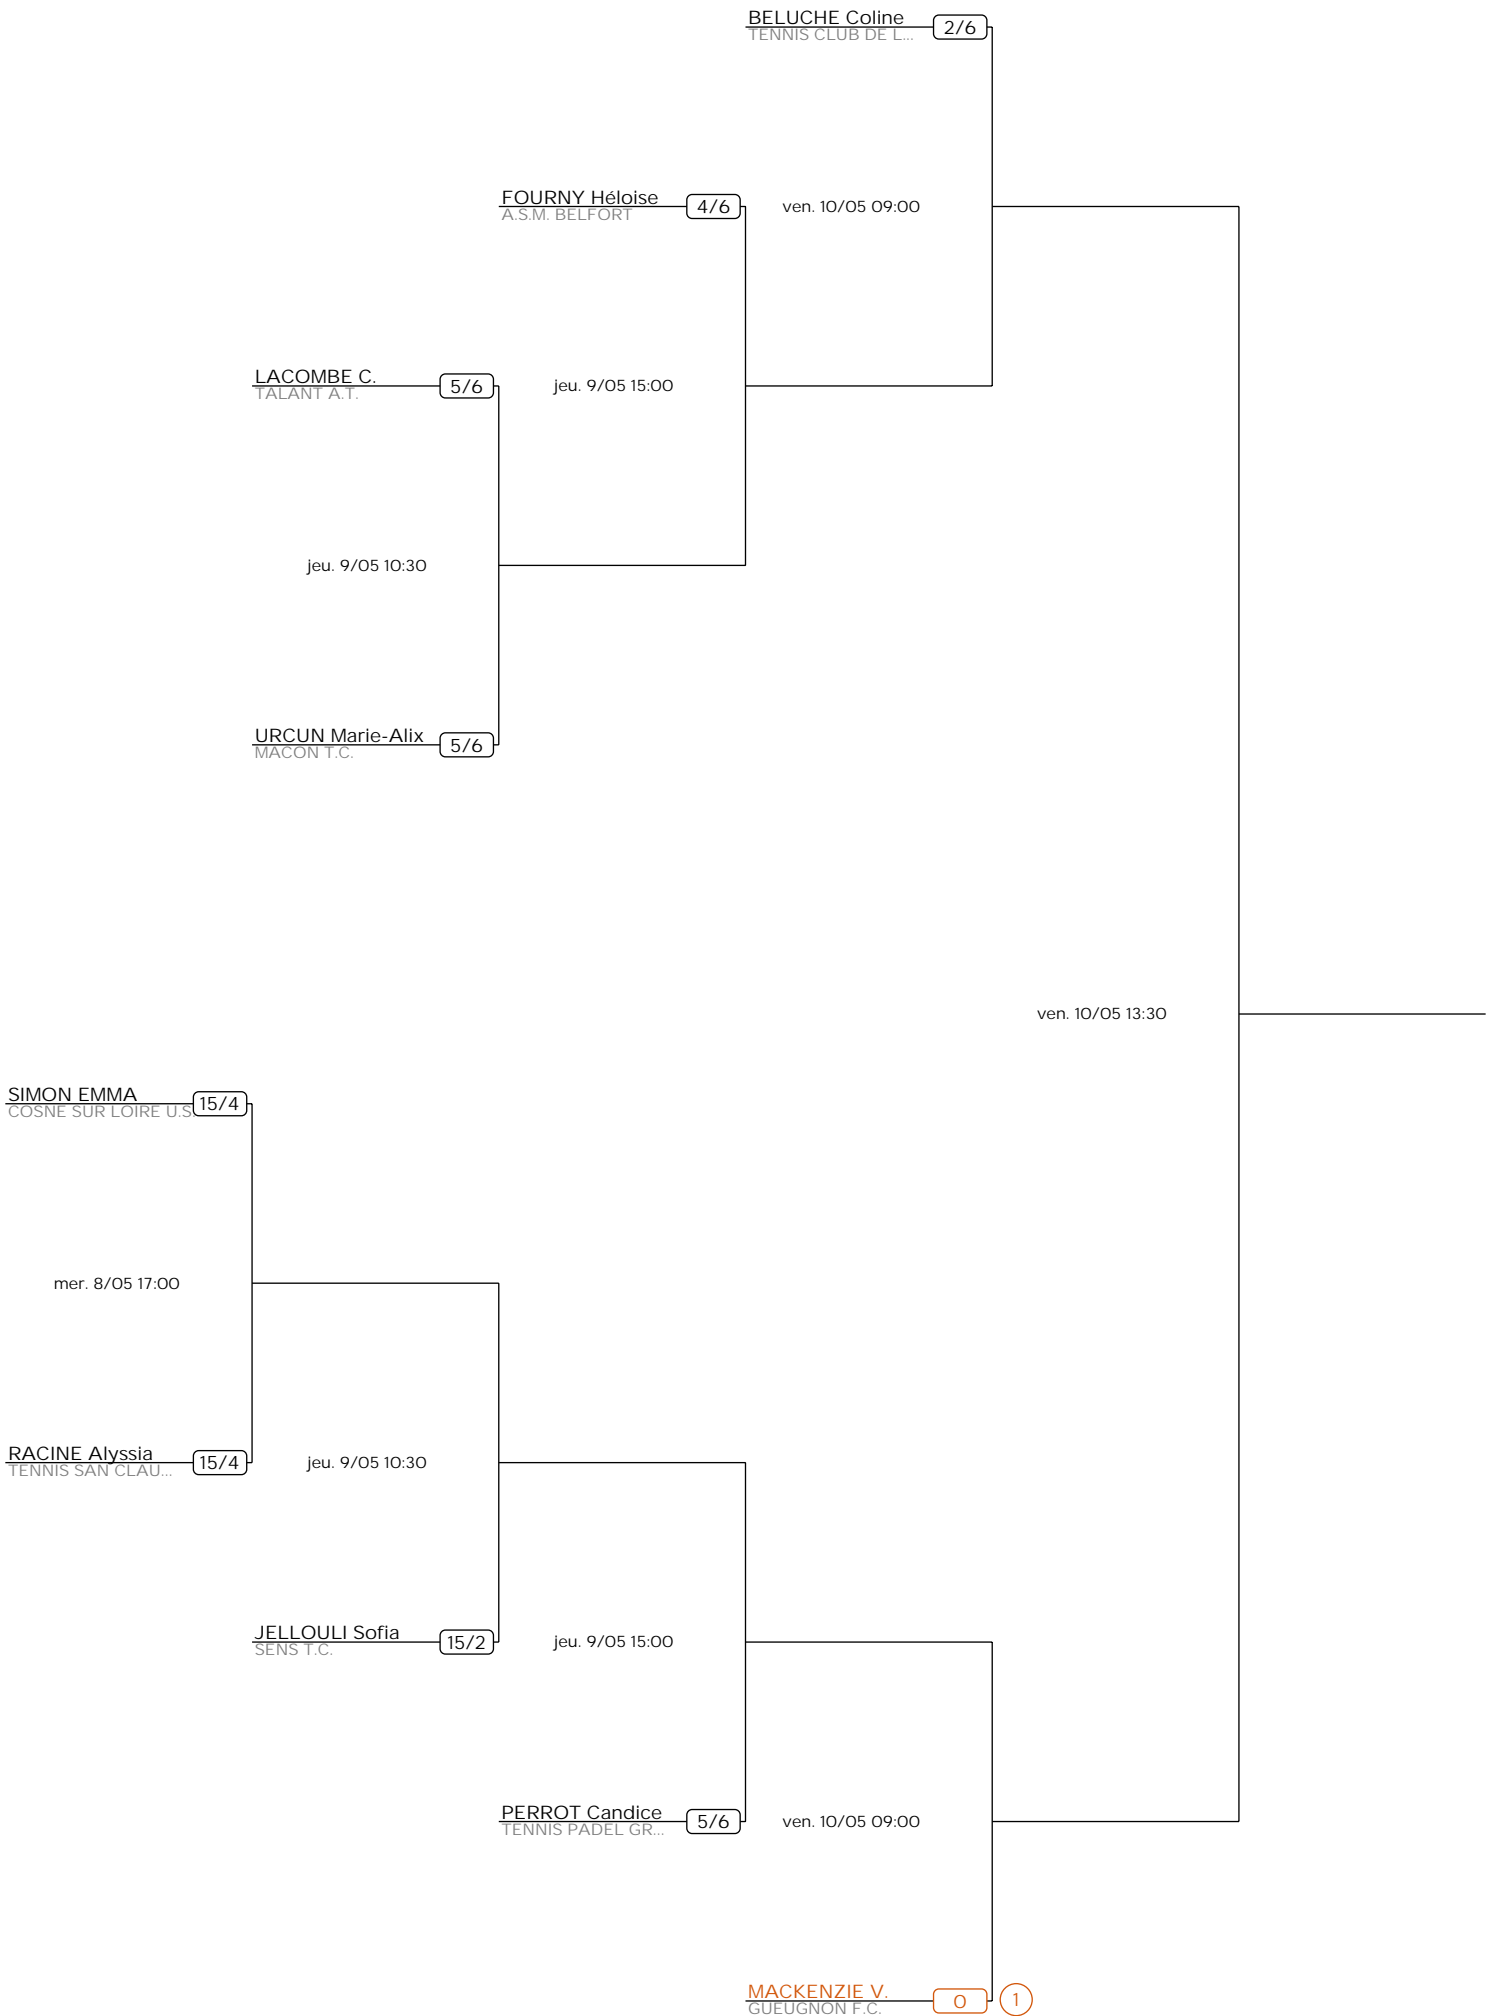 BELUCHE Coline
2/6
TENNIS CLUB DE L...
FOURNY Héloise
4/6
A.S.M. BELFORT
ven. 10/05 09:00
LACOMBE C.
5/6
TALANT A.T.
jeu. 9/05 15:00
jeu. 9/05 10:30
URCUN Marie-Alix
5/6
MACON T.C.
ven. 10/05 13:30
SIMON EMMA
15/4
COSNE SUR LOIRE U.S.
mer. 8/05 17:00
RACINE Alyssia
15/4
TENNIS SAN CLAU...
jeu. 9/05 10:30
JELLOULI Sofia
15/2
SENS T.C.
jeu. 9/05 15:00
PERROT Candice
5/6
TENNIS PADEL GR...
ven. 10/05 09:00
MACKENZIE V.
0
1
GUEUGNON F.C.